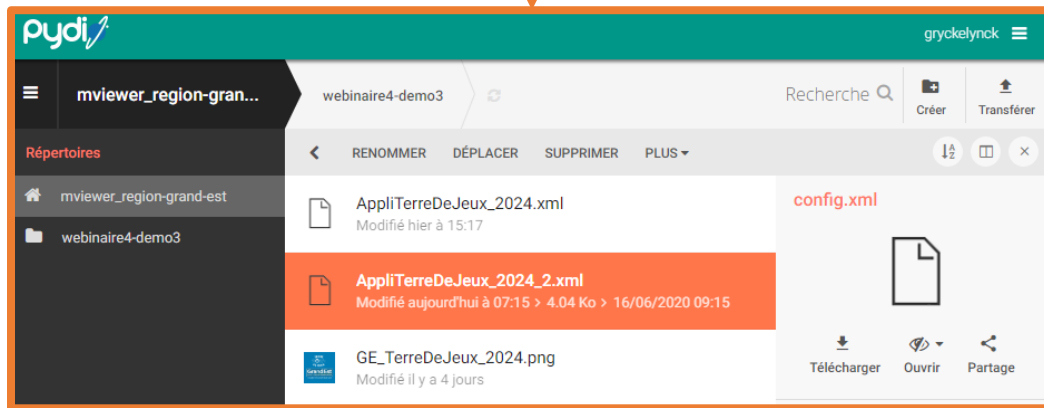 pydi
gryckelynck
mviewer_region-gran...
webinaire4-demo3
Recherche
Créer
Transférer
Répertoires
RENOMMER DÉPLACER SUPPRIMER PLUS
mviewer_region-grand-est
webinaire4-demo3
AppliTerreDeJeux_2024.xml
Modifié hier à 15:17
AppliTerreDeJeux_2024_2.xml
Modifié aujourd'hui à 07:15 > 4.04 Ko > 16/06/2020 09:15
GE_TerreDeJeux_2024.png
Modifié il y a 4 jours
config.xml
Télécharger Ouvrir Partage